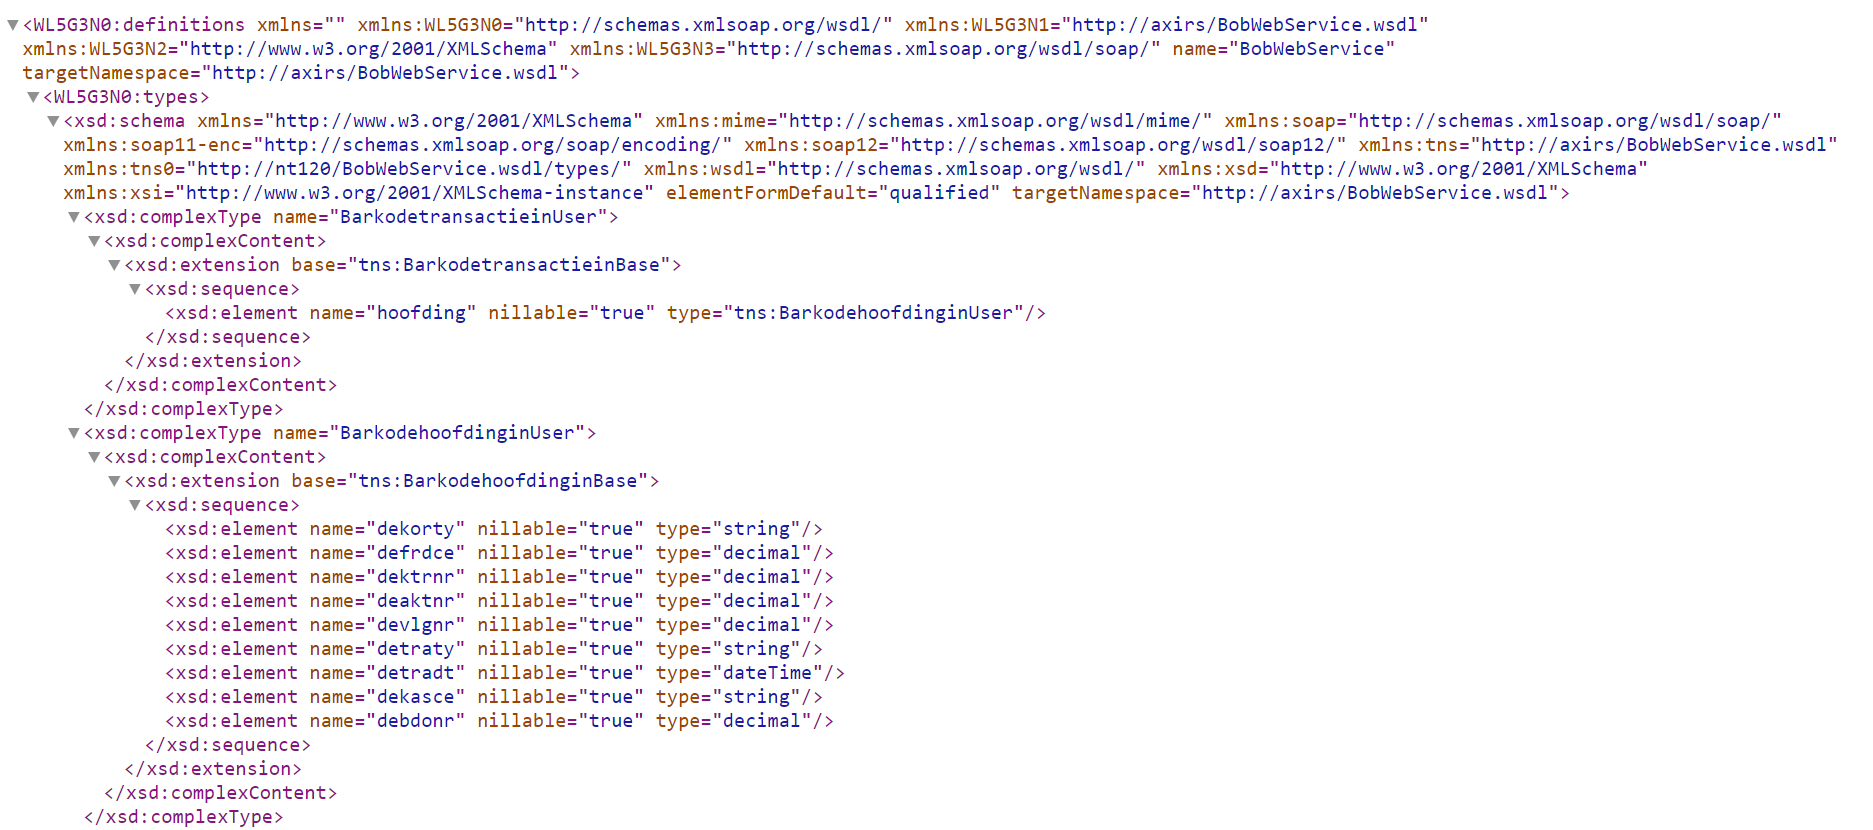 ▼<WL5G3N0:definitions xmlns="" xmlns:WL5G3N0="http://schemas.xmlsoap.org/wsdl/" xmlns:WL5G3N1="http://axirs/BobWebService.wsdl"
xmlns:WL5G3N2="http://www.w3.org/2001/XMLSchema" xmlns:WL5G3N3="http://schemas.xmlsoap.org/wsdl/soap/" name="BobWebService"
targetNamespace="http://axirs/BobWebService.wsdl">
▼<WL5G3N0:types>
▼<xsd:schema xmlns="http://www.w3.org/2001/XMLSchema" xmlns:mime="http://schemas.xmlsoap.org/wsdl/mime/" xmlns:soap="http://schemas.xmlsoap.org/wsdl/soap/"
xmlns:soap11-enc="http://schemas.xmlsoap.org/soap/encoding/" xmlns:soap12="http://schemas.xmlsoap.org/wsdl/soap12/" xmlns:tns="http://axirs/BobWebService.wsdl"
xmlns:tns0="http://nt120/BobWebService.wsdl/types/" xmlns:wsdl="http://schemas.xmlsoap.org/wsdl/" xmlns:xsd="http://www.w3.org/2001/XMLSchema"
xmlns:xsi="http://www.w3.org/2001/XMLSchema-instance" elementFormDefault="qualified" targetNamespace="http://axirs/BobWebService.wsdl">
▼<xsd:complexType name="BarkodetransactieinUser">
▼<xsd:complexContent>
▼<xsd:extension base="tns:BarkodetransactieinBase">
▼<xsd:sequence>
<xsd:element name="hoofding" nillable="true" type="tns:BarkodehoofdinginUser"/>
</xsd:sequence>
</xsd:extension>
</xsd:complexContent>
</xsd:complexType>
▼<xsd:complexType name="BarkodehoofdinginUser">
▼<xsd:complexContent>
▼<xsd:extension base="tns:BarkodehoofdinginBase">
▼<xsd:sequence>
<xsd:element name="dekorty" nillable="true" type="string"/>
<xsd:element name="defrdce" nillable="true" type="decimal"/>
<xsd:element name="dektrnr" nillable="true" type="decimal"/>
<xsd:element name="deaktnr" nillable="true" type="decimal"/>
<xsd:element name="devlgnr" nillable="true" type="decimal"/>
<xsd:element name="detraty" nillable="true" type="string"/>
<xsd:element name="detradt" nillable="true" type="dateTime"/>
<xsd:element name="dekasce" nillable="true" type="string"/>
<xsd:element name="debdonr" nillable="true" type="decimal"/>
</xsd:sequence>
</xsd:extension>
</xsd:complexContent>
</xsd:complexType>